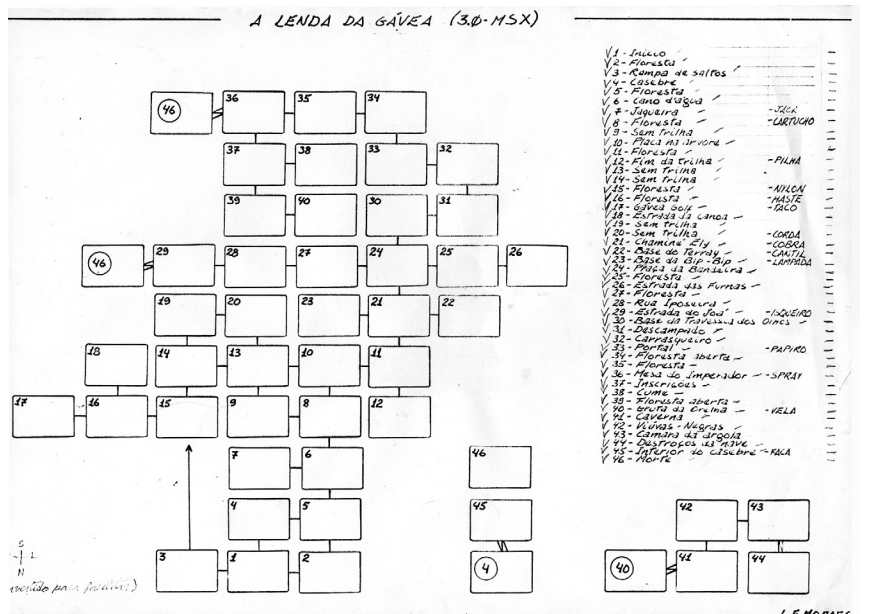 A LENDA DA GÁVEA (3.0-MSX)
1 - Início
2 - Floresta
3 - Rampa de saltos
4 - Casebre
5 - Floresta
6 - Cano d'água
7 - Jaqueira - JACA
8 - Floresta - CARTUCHO
9 - Sem trilha
10 - Placa na árvore
11 - Floresta
12 - Fim da trilha - PILHA
13 - Sem trilha
14 - Sem trilha
15 - Floresta - NYLON
16 - Floresta - HASTE
17 - Gávea Golf - TACO
18 - Estrada da Canoa
19 - Sem trilha
20 - Sem trilha - CORDA
21 - Chaminé Ely - COBRA
22 - Base do Terray - CANTIL
23 - Base da Bip-Bip - LAMPADA
24 - Praça da Bandeira
25 - Floresta
26 - Estrada das Furnas
27 - Floresta
28 - Rua Iposeira
29 - Estrada do Joá - ISQUEIRO
30 - Base da Travessia dos Olhos
31 - Descampado
32 - Carrasqueiro
33 - Portal - PAPIRO
34 - Floresta aberta
35 - Floresta
36 - Mesa do Imperador - SPRAY
37 - Inscrições
38 - Cume
39 - Floresta aberta
40 - Gruta da Orelha - VELA
41 - Caverna
42 - Viúvas-Negras
43 - Câmara da argola
44 - Destroços da nave
45 - Interior do casebre - FACA
46 - Morte
46 36 35 34
37 38 33 32
39 40 30 31
46 29 28 27 24 25 26
19 20 23 21 22
18 14 13 10 11
17 16 15 9 8 12
7 6 46
4 5 45 42 43
3 1 2 4 40 41 44
S
L
N
para
L.F. MORAES